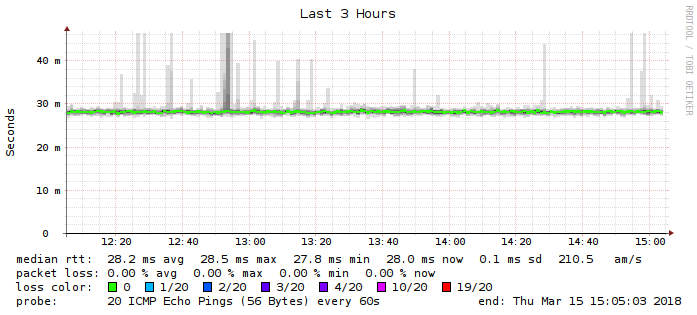 Last 3 Hours
RRDTOOL / TOBI OETIKER
Seconds
40 m
30 m
20 m
10 m
0
12:20 12:40 13:00 13:20 13:40 14:00 14:20 14:40 15:00
median rtt: 28.2 ms avg 28.5 ms max 27.8 ms min 28.0 ms now 0.1 ms sd 210.5 am/s
packet loss: 0.00 % avg 0.00 % max 0.00 % min 0.00 % now
loss color: 0 1/20 2/20 3/20 4/20 10/20 19/20
probe: 20 ICMP Echo Pings (56 Bytes) every 60s end: Thu Mar 15 15:05:03 2018